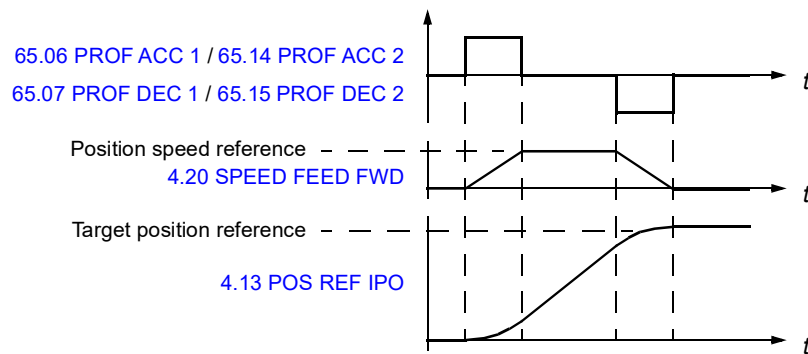 65.06 PROF ACC 1 / 65.14 PROF ACC 2
t
65.07 PROF DEC 1 / 65.15 PROF DEC 2
Position speed reference
4.20 SPEED FEED FWD
t
Target position reference
4.13 POS REF IPO
t